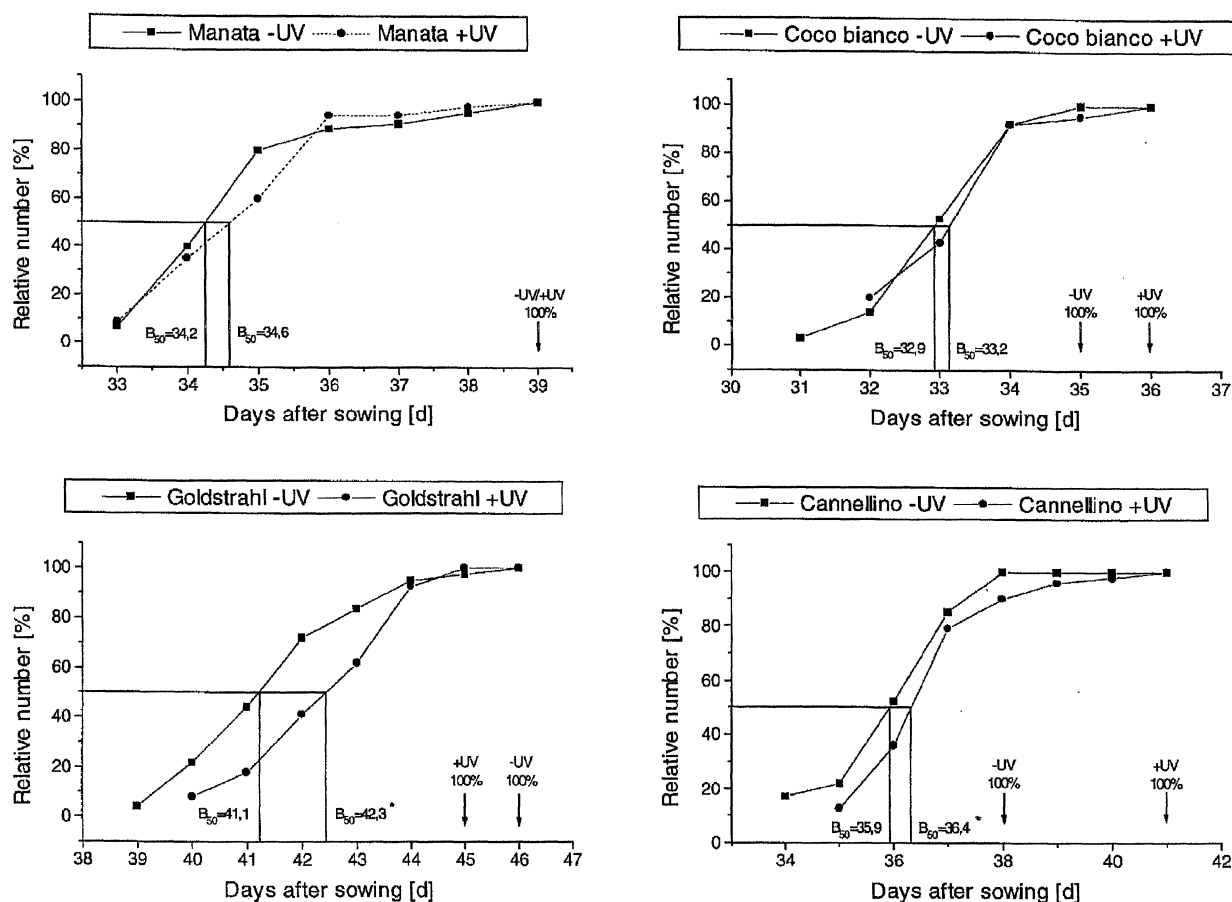 Manata -UV Manata +UV
Relative number [%]
100
80
60
40
20
0
B50=34,2
B50=34,6
-UV/+UV
100%
33 34 35 36 37 38 39
Days after sowing [d]
Coco bianco -UV Coco bianco +UV
Relative number [%]
100
80
60
40
20
0
B50=32,9
B50=33,2
-UV
100%
+UV
100%
30 31 32 33 34 35 36 37
Days after sowing [d]
Goldstrahl -UV Goldstrahl +UV
Relative number [%]
100
80
60
40
20
0
B50=41,1
B50=42,3*
+UV
100%
-UV
100%
38 39 40 41 42 43 44 45 46 47
Days after sowing [d]
Cannellino -UV Cannellino +UV
Relative number [%]
100
80
60
40
20
0
B50=35,9
B50=36,4 *
-UV
100%
+UV
100%
34 36 38 40 42
Days after sowing [d]